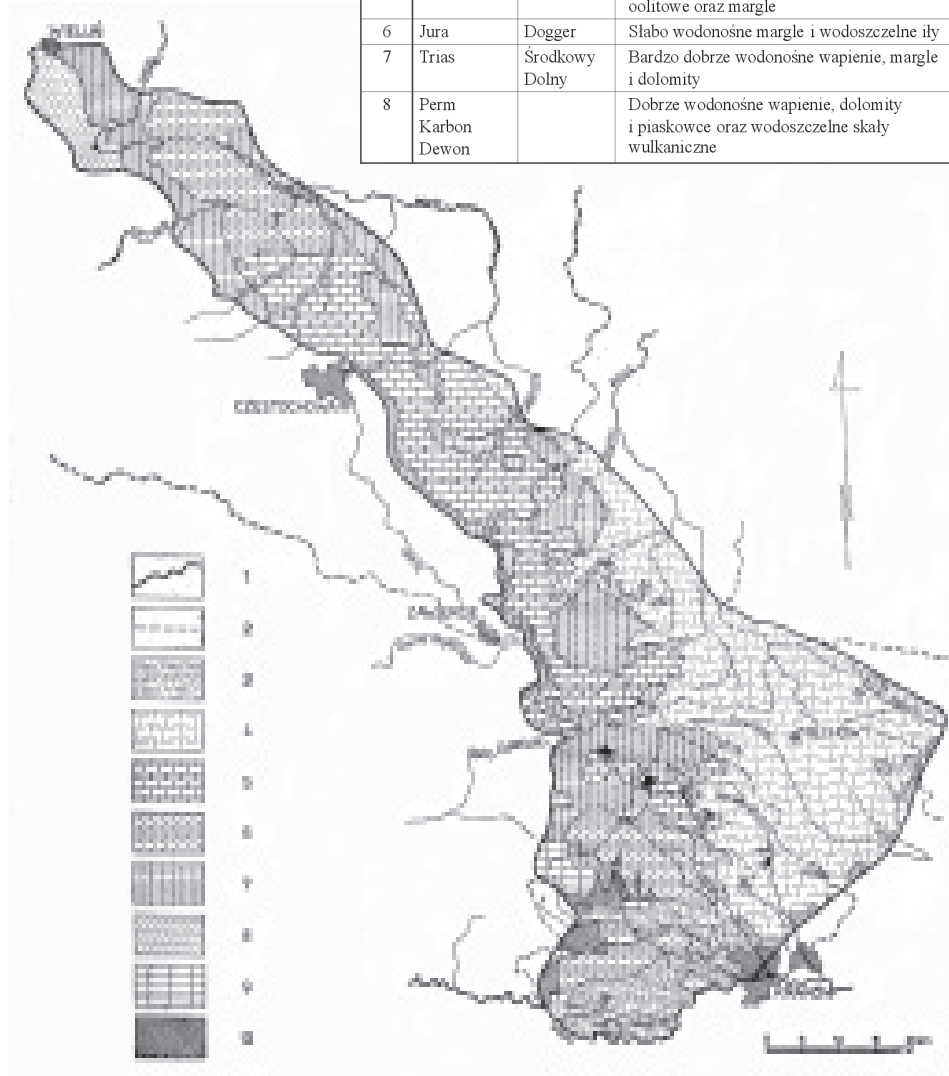 oolitowe oraz margle
6 Jura Dogger Słabo wodonośne margle i wodoszczelne iły
7 Trias Środkowy Bardzo dobrze wodonośne wapienie, margle
Dolny i dolomity
8 Perm Dobrze wodonośne wapienie, dolomity
Karbon i piaskowce oraz wodoszczelne skały
Dewon wulkaniczne
WIELUŃ
CZĘSTOCHOWA
1
2
3
4
5
6
7
8
9
10